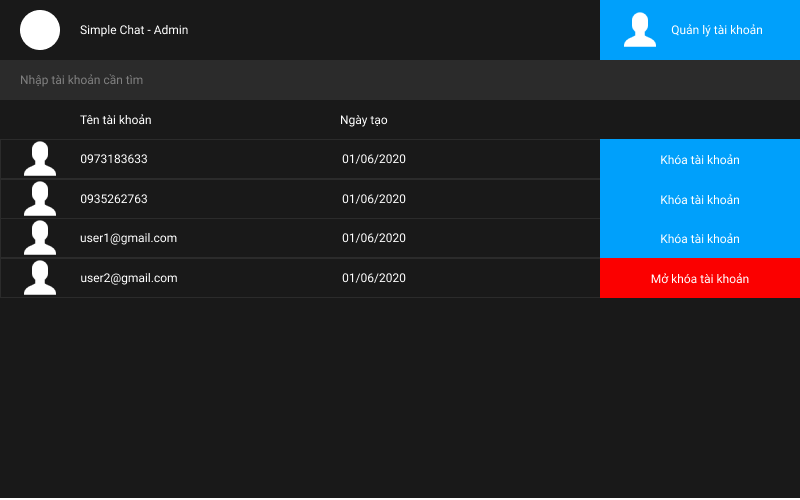 Simple Chat - Admin
Quản lý tài khoản
Nhập tài khoản cần tìm
Tên tài khoản Ngày tạo
0973183633 01/06/2020 Khóa tài khoản
0935262763 01/06/2020 Khóa tài khoản
user1@gmail.com 01/06/2020 Khóa tài khoản
user2@gmail.com 01/06/2020 Mở khóa tài khoản